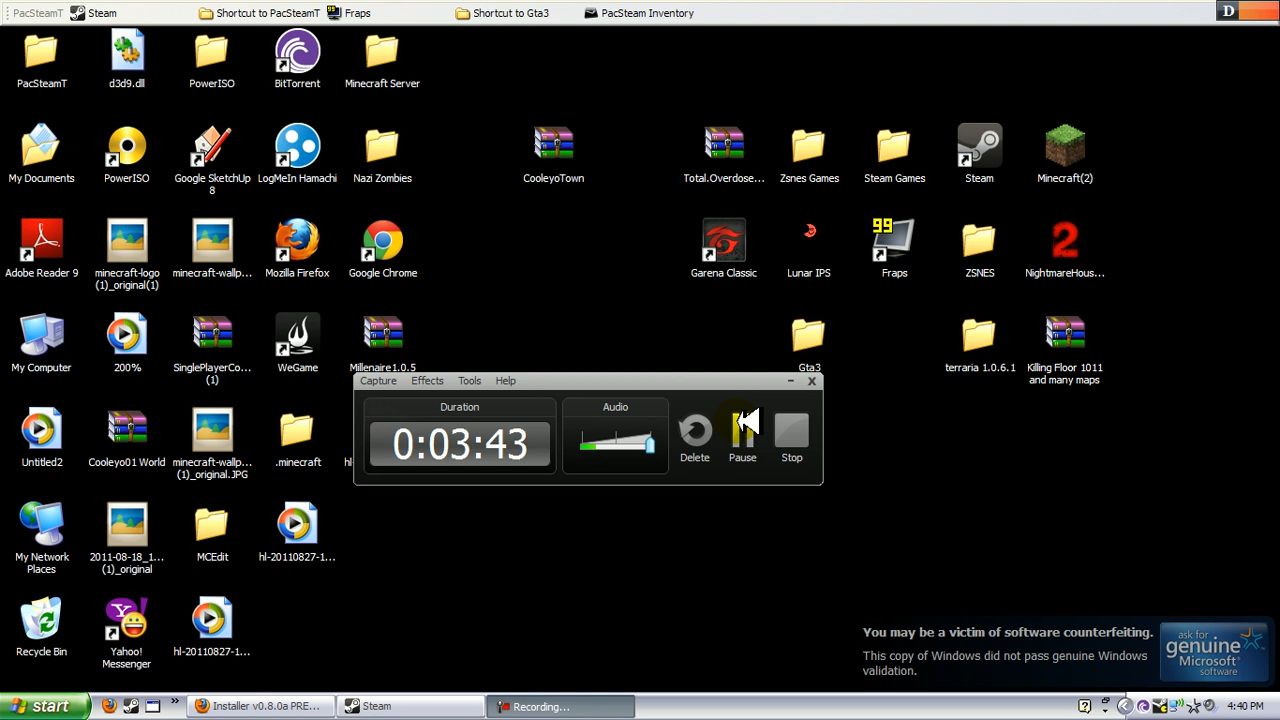 PacSteamT
Steam
Shortcut to PacSteamT
Fraps
Shortcut to Gta3
PacSteam Inventory
D
PacSteamT
d3d9.dll
PowerISO
BitTorrent
Minecraft Server
My Documents
PowerISO
Google SketchUp
8
LogMeIn Hamachi
Nazi Zombies
CooleyoTown
Total.Overdose...
Zsnes Games
Steam Games
Steam
Minecraft(2)
Adobe Reader 9
minecraft-logo
(1)_original(1)
minecraft-wallp...
Mozilla Firefox
Google Chrome
Garena Classic
Lunar IPS
99
Fraps
ZSNES
2
NightmareHous...
My Computer
200%
SinglePlayerCo...
(1)
WeGame
Millenaire1.0.5
Gta3
terraria 1.0.6.1
Killing Floor 1011
and many maps
Capture
Effects
Tools
Help
Duration
0:03:43
Audio
Delete
Pause
Stop
Untitled2
Cooleyo01 World
minecraft-wallp...
(1)_original.JPG
.minecraft
My Network
Places
2011-08-18_1...
(1)_original
MCEdit
hl-20110827-1...
Recycle Bin
Yahoo!
Messenger
hl-20110827-1...
You may be a victim of software counterfeiting.
This copy of Windows did not pass genuine Windows
validation.
ask for
genuine
Microsoft
software
start
Installer v0.8.0a PRE...
Steam
Recording...
4:40 PM